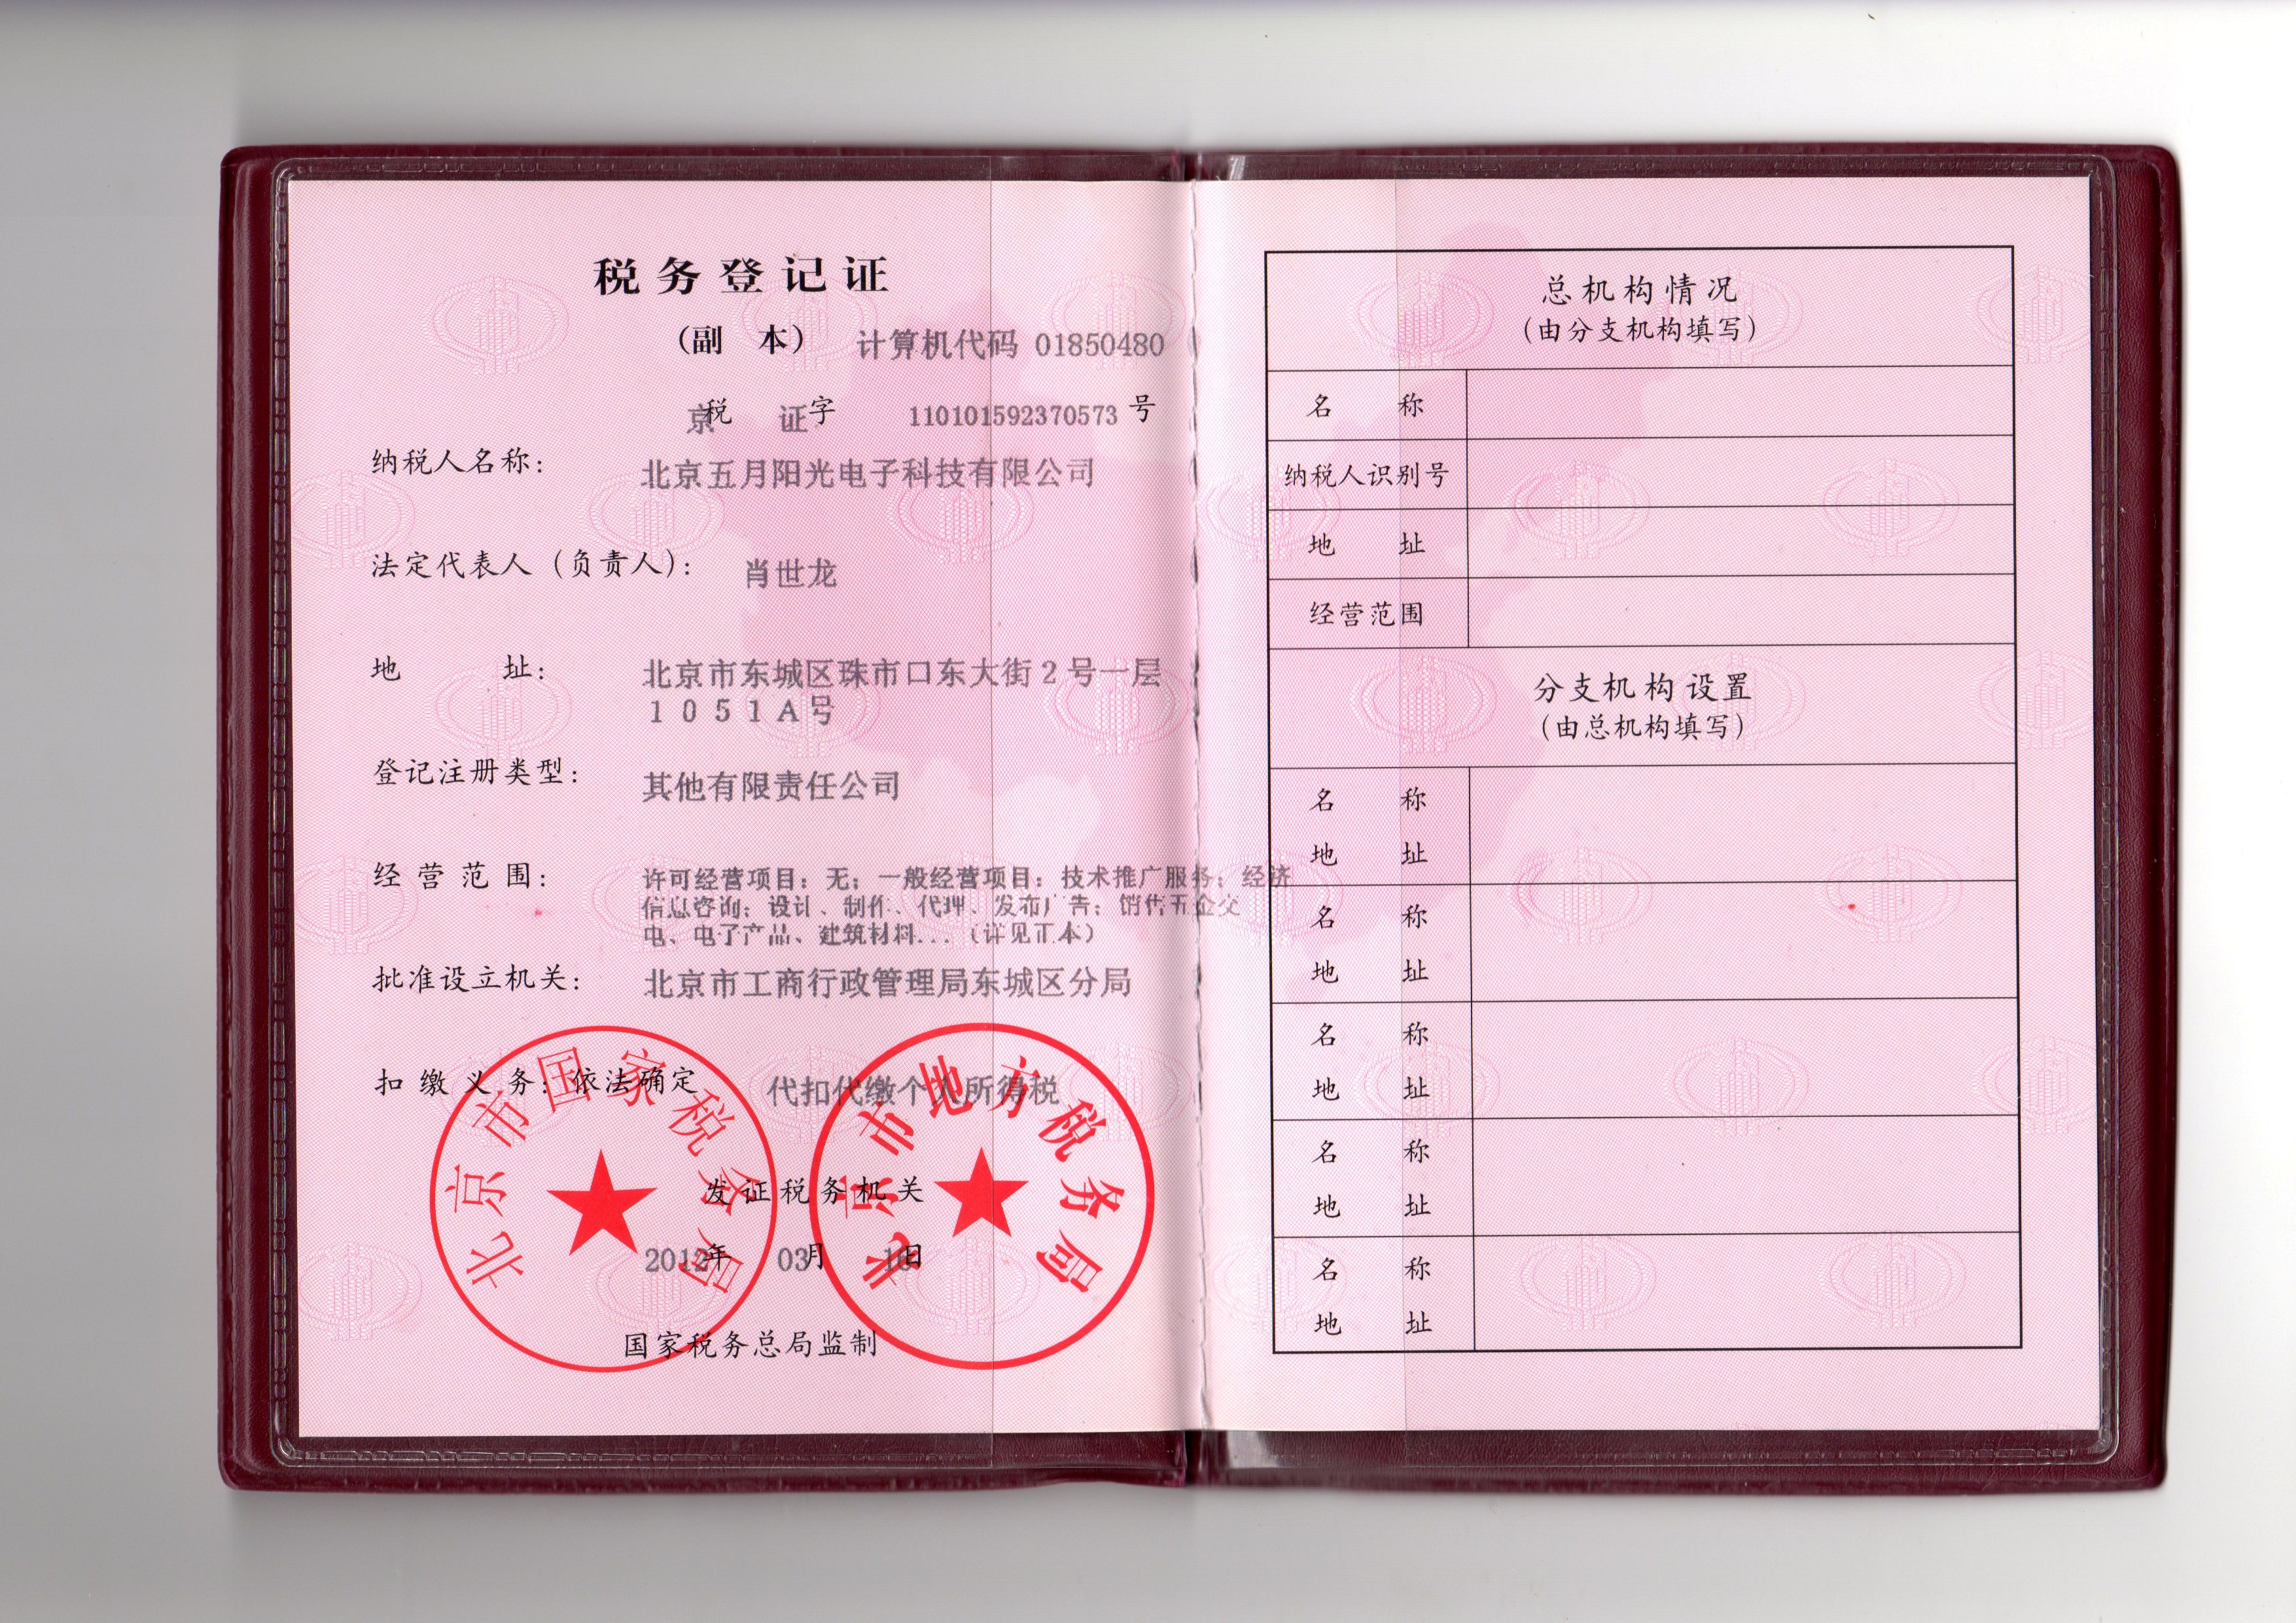 税务登记证
（副 本） 计算机代码 01850480
京税 证字 110101592370573 号
纳税人名称： 北京五月阳光电子科技有限公司
法定代表人（负责人）： 肖世龙
地 址： 北京市东城区珠市口东大街２号一层
１０５１Ａ号
登记注册类型： 其他有限责任公司
经营范围： 许可经营项目：无；一般经营项目：技术推广服务；经济
信息咨询；设计、制作、代理、发布广告；销售五金交
电、电子产品、建筑材料...（详见正本）
批准设立机关： 北京市工商行政管理局东城区分局
扣缴义务：依法确定 代扣代缴个人所得税
北京市国家税务局
北京市地方税务局
发证税务机关
2012年 03月 日
国家税务总局监制
总机构情况
（由分支机构填写）
名 称
纳税人识别号
地 址
经营范围
分支机构设置
（由总机构填写）
名 称
地 址
名 称
地 址
名 称
地 址
名 称
地 址
名 称
地 址